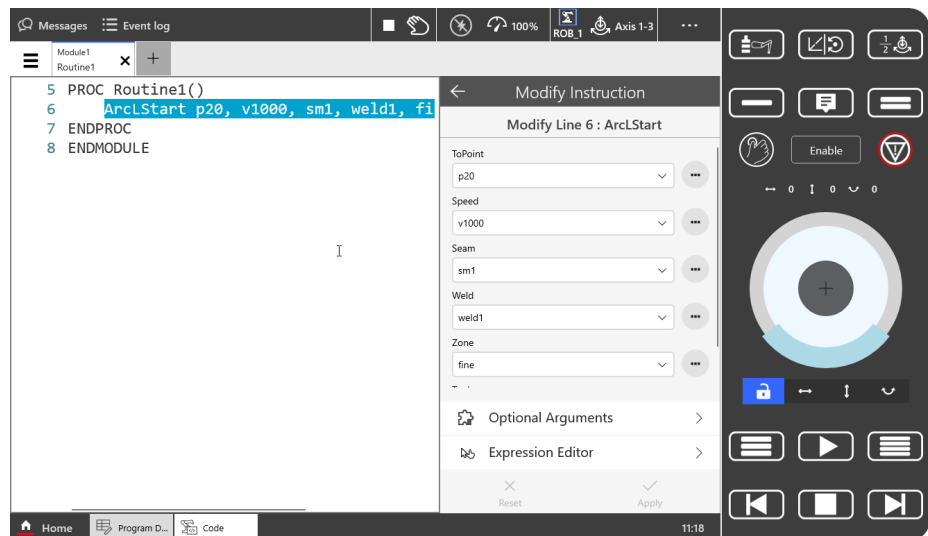 Messages Event log
100%
ROB_1
Axis 1-3
...
Module1
Routine1
5 PROC Routine1()
6 ArcLStart p20, v1000, sm1, weld1, fi
7 ENDPROC
8 ENDMODULE
Modify Instruction
Modify Line 6 : ArcLStart
ToPoint
p20
Speed
v1000
Seam
sm1
Weld
weld1
Zone
fine
Optional Arguments
Expression Editor
Reset Apply
Home Program D... Code 11:18
1
2
Enable
0 0 0